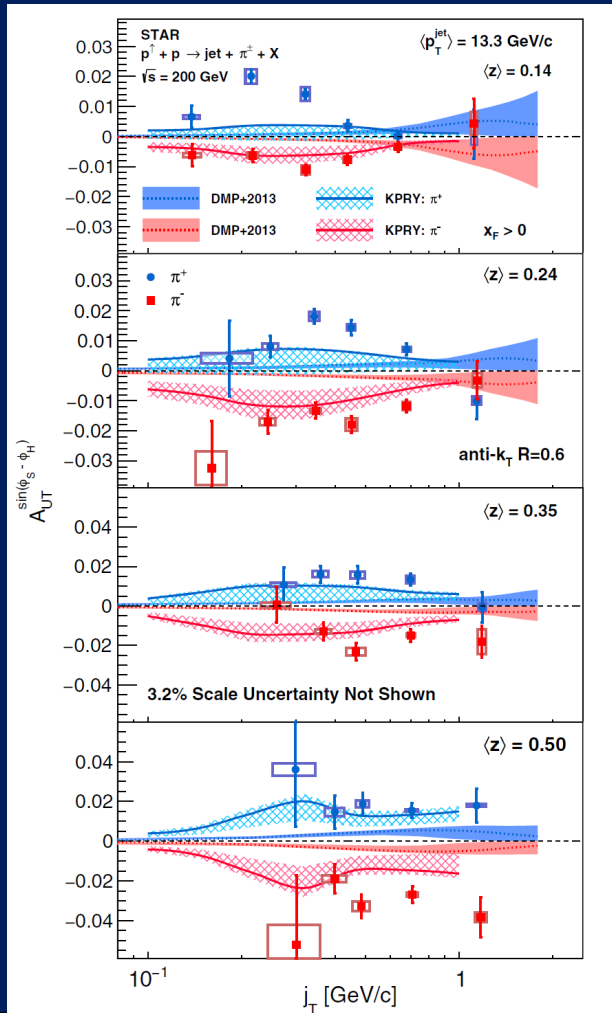 STAR
p↑ + p → jet + π± + X
√s = 200 GeV
⟨p_T^jet⟩ = 13.3 GeV/c
⟨z⟩ = 0.14
0.03
0.02
0.01
0
−0.01
−0.02
−0.03
DMP+2013
KPRY: π⁺
DMP+2013
KPRY: π⁻
x_F > 0
⟨z⟩ = 0.24
π⁺
π⁻
0.03
0.02
0.01
0
−0.01
−0.02
−0.03
anti-k_T R=0.6
A_UT^sin(ϕ_S - ϕ_H)
⟨z⟩ = 0.35
0.04
0.02
0
−0.02
−0.04
3.2% Scale Uncertainty Not Shown
⟨z⟩ = 0.50
0.04
0.02
0
−0.02
−0.04
10⁻¹
1
j_T [GeV/c]